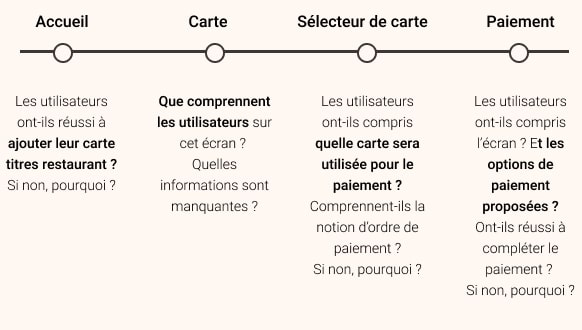 Accueil
Les utilisateurs
ont-ils réussi à
ajouter leur carte
titres restaurant ?
Si non, pourquoi ?
Carte
Que comprennent
les utilisateurs sur
cet écran ?
Quelles
informations sont
manquantes ?
Sélecteur de carte
Les utilisateurs
ont-ils compris
quelle carte sera
utilisée pour le
paiement ?
Comprennent-ils la
notion d'ordre de
paiement ?
Si non, pourquoi ?
Paiement
Les utilisateurs
ont-ils compris
l'écran ? Et les
options de
paiement
proposées ?
Ont-ils réussi à
compléter le
paiement ?
Si non, pourquoi ?